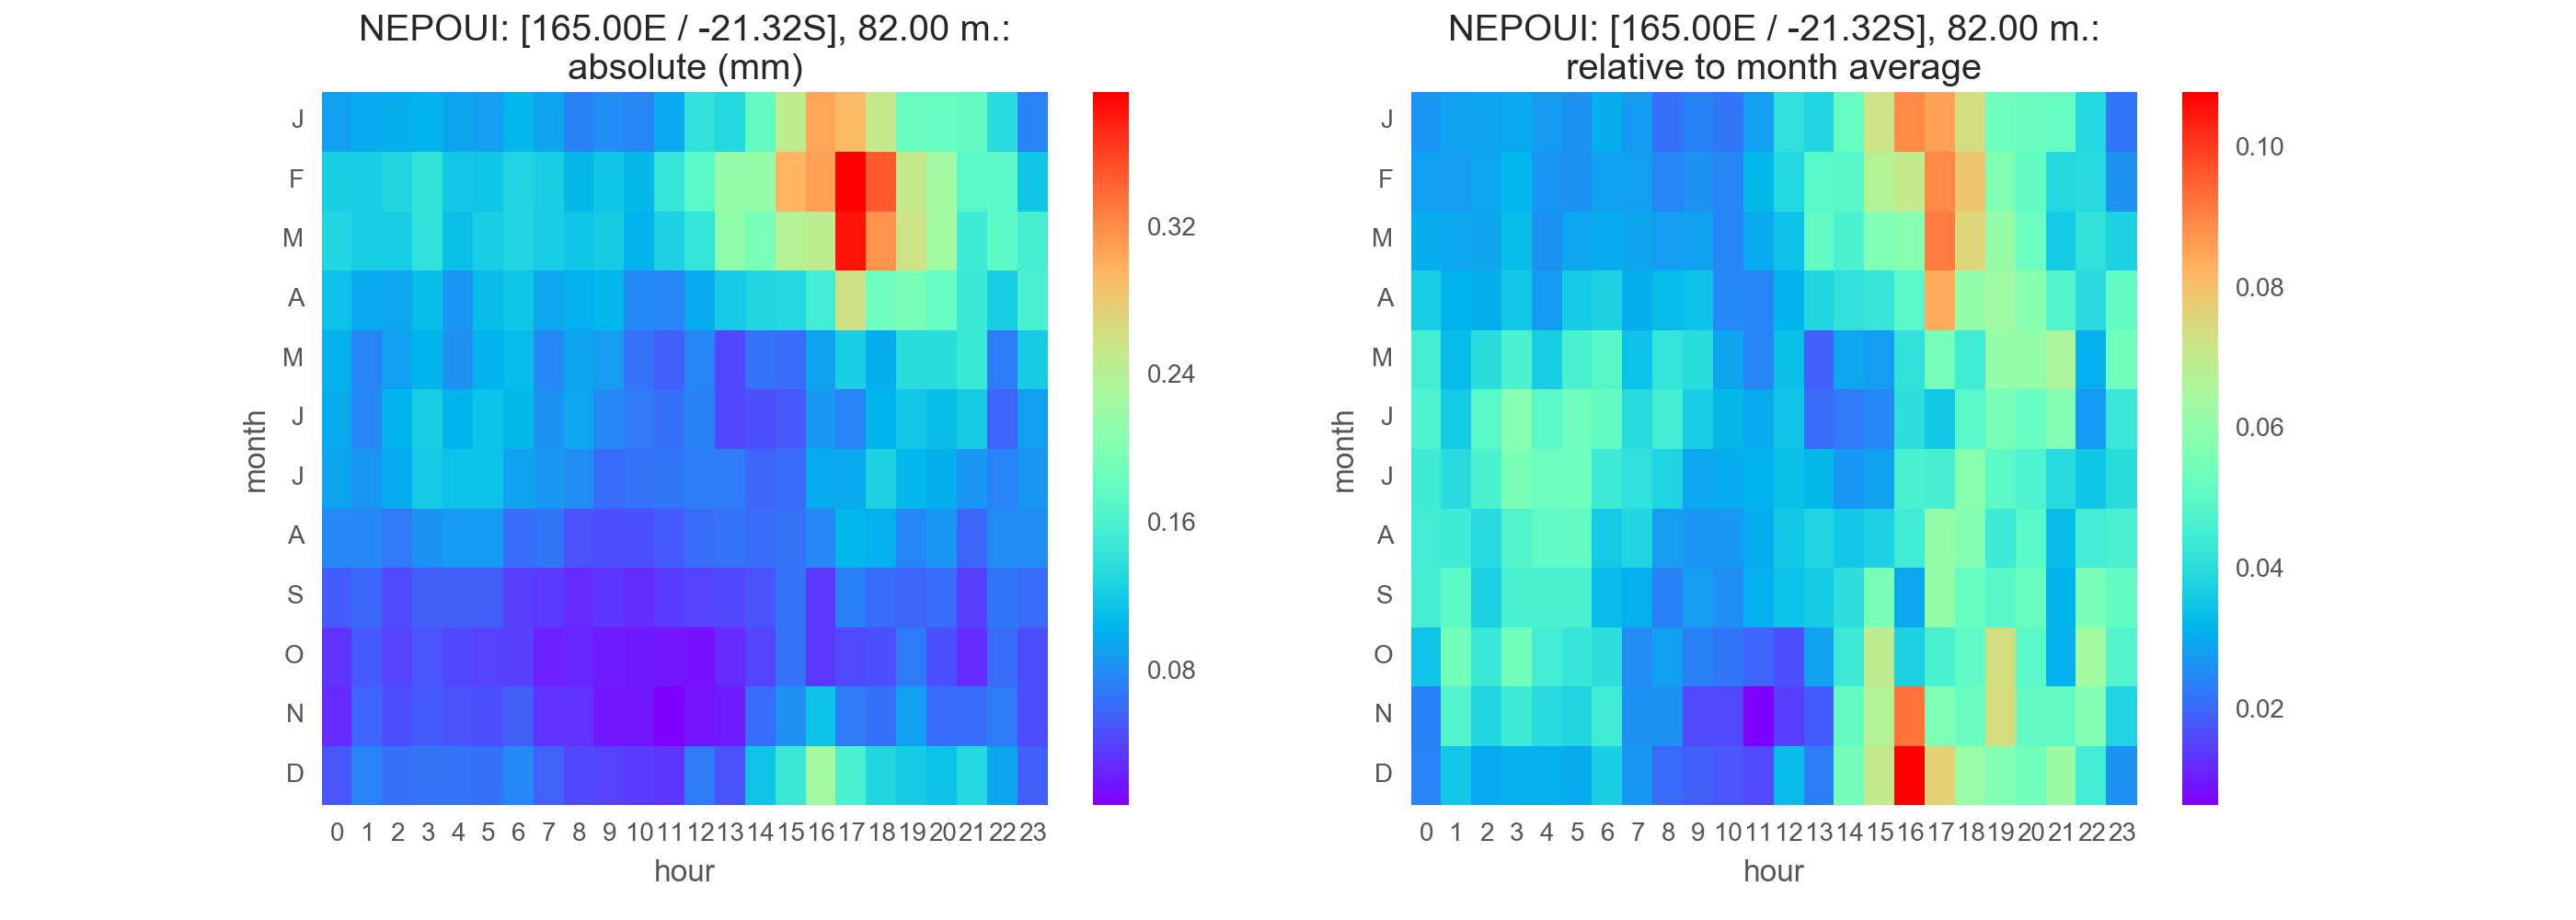 NEPOUI: [165.00E / -21.32S], 82.00 m.:
absolute (mm)
J
F
M
A
M
J
J
A
S
O
N
D
month
0 1 2 3 4 5 6 7 8 9 10 11 12 13 14 15 16 17 18 19 20 21 22 23
hour
0.32
0.24
0.16
0.08
NEPOUI: [165.00E / -21.32S], 82.00 m.:
relative to month average
J
F
M
A
M
J
J
A
S
O
N
D
month
0 1 2 3 4 5 6 7 8 9 10 11 12 13 14 15 16 17 18 19 20 21 22 23
hour
0.10
0.08
0.06
0.04
0.02